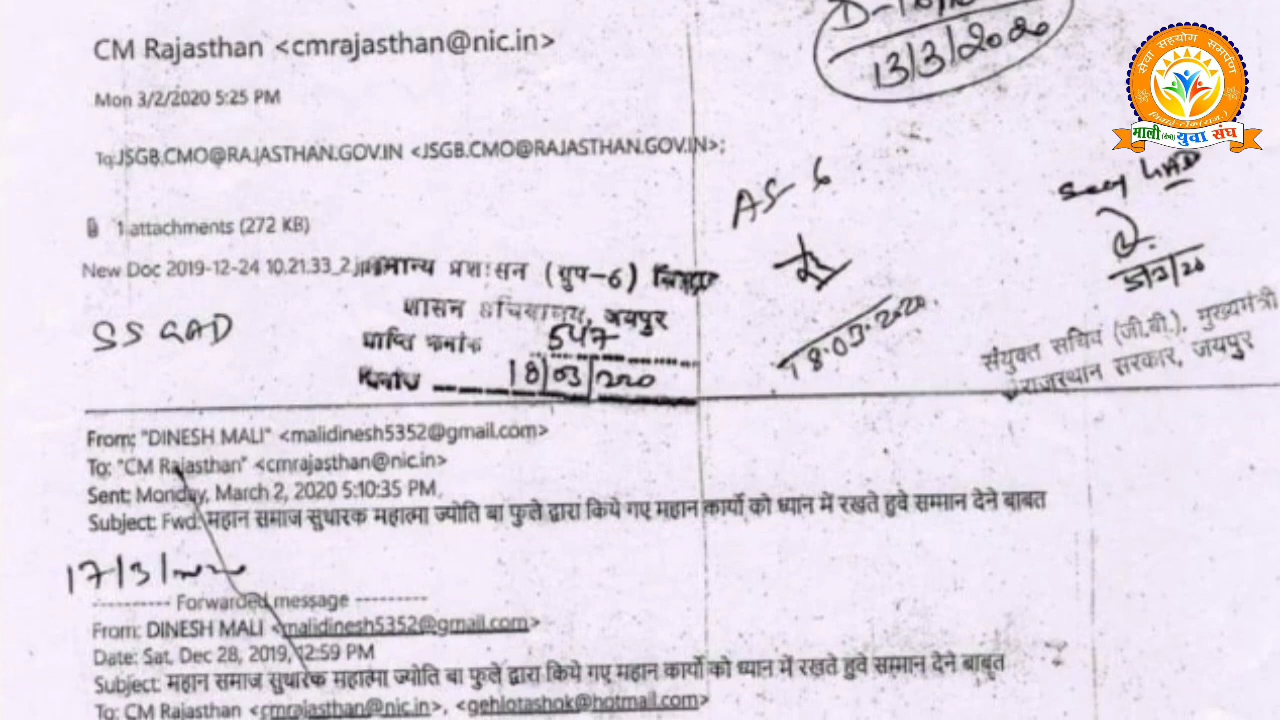 CM Rajasthan <cmrajasthan@nic.in>
13/3/2020
सेवा सहयोग समर्पण
माली (सैनी) युवा संघ
Mon 3/2/2020 5:25 PM
To: JSGB.CMO@RAJASTHAN.GOV.IN <JSGB.CMO@RAJASTHAN.GOV.IN>;
AS 6
Secy GAD
1 attachments (272 KB)
New Doc 2019-12-24 10.21.33_2
सामान्य प्रशासन (ग्रुप-6) विभाग
शासन सचिवालय, जयपुर
SS GAD
प्राप्ति क्रमांक 547
दिनांक 18/03/2020
18.03.2020
संयुक्त सचिव (जी.बी.), मुख्यमंत्री
राजस्थान सरकार, जयपुर
From: "DINESH MALI" <malidinesh5352@gmail.com>
To: "CM Rajasthan" <cmrajasthan@nic.in>
Sent: Monday, March 2, 2020 5:10:35 PM
Subject: Fwd: महान समाज सुधारक महात्मा ज्योति बा फुले द्वारा किये गए महान कार्यो को ध्यान में रखते हुवे सम्मान देने बाबत
17/3/
---------- Forwarded message ----------
From: DINESH MALI <malidinesh5352@gmail.com>
Date: Sat, Dec 28, 2019, 12:59 PM
Subject: महान समाज सुधारक महात्मा ज्योति बा फुले द्वारा किये गए महान कार्यो को ध्यान में रखते हुवे सम्मान देने बाबुत
To: CM Rajasthan <cmrajasthan@nic.in>, <gehlotashok@hotmail.com>